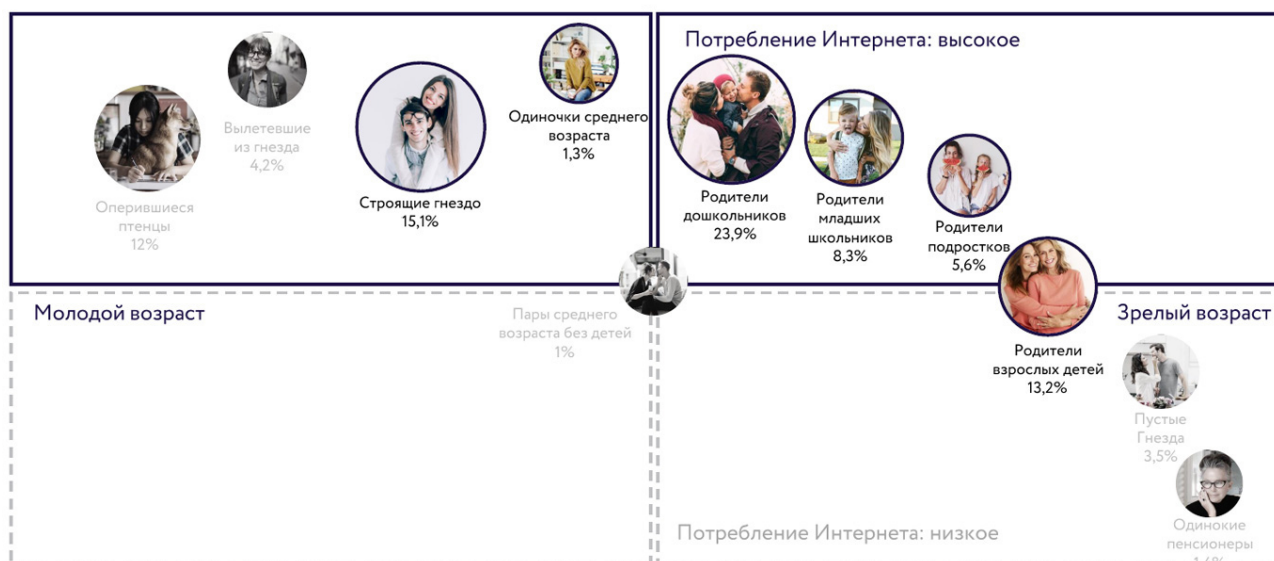 Потребление Интернета: высокое
Вылетевшие
из гнезда
4,2%
Оперившиеся
птенцы
12%
Строящие гнездо
15,1%
Одиночки среднего
возраста
1,3%
Родители
дошкольников
23,9%
Родители
младших
школьников
8,3%
Родители
подростков
5,6%
Молодой возраст
Пары среднего
возраста без детей
1%
Зрелый возраст
Родители
взрослых детей
13,2%
Пустые
Гнезда
3,5%
Потребление Интернета: низкое
Одинокие
пенсионеры